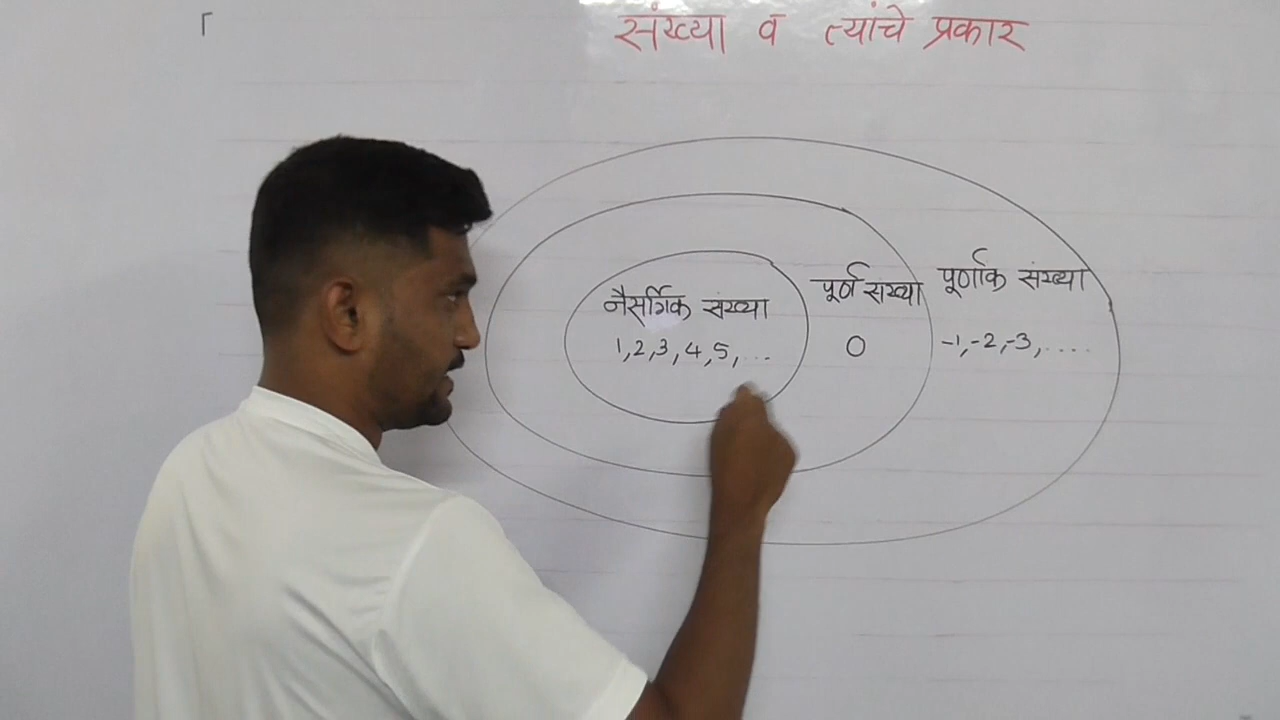 संख्या व त्यांचे प्रकार
नैसर्गिक संख्या
1,2,3,4,5,...
पूर्ण संख्या
0
पूर्णांक संख्या
-1,-2,-3,....